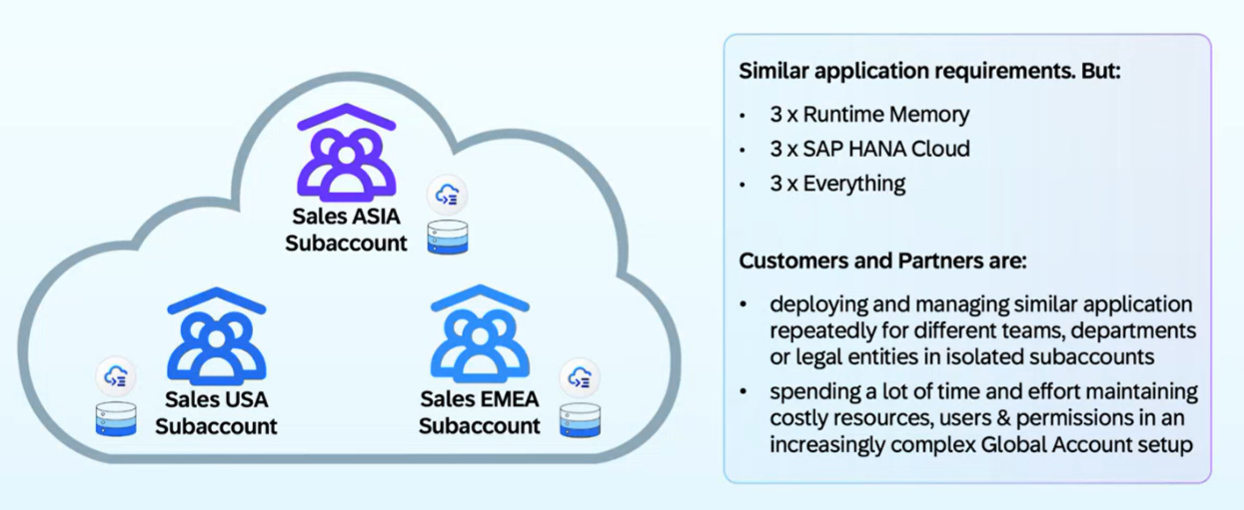 Sales ASIA
Subaccount
Sales USA
Subaccount
Sales EMEA
Subaccount
Similar application requirements. But:
• 3 x Runtime Memory
• 3 x SAP HANA Cloud
• 3 x Everything
Customers and Partners are:
• deploying and managing similar application
repeatedly for different teams, departments
or legal entities in isolated subaccounts
• spending a lot of time and effort maintaining
costly resources, users & permissions in an
increasingly complex Global Account setup